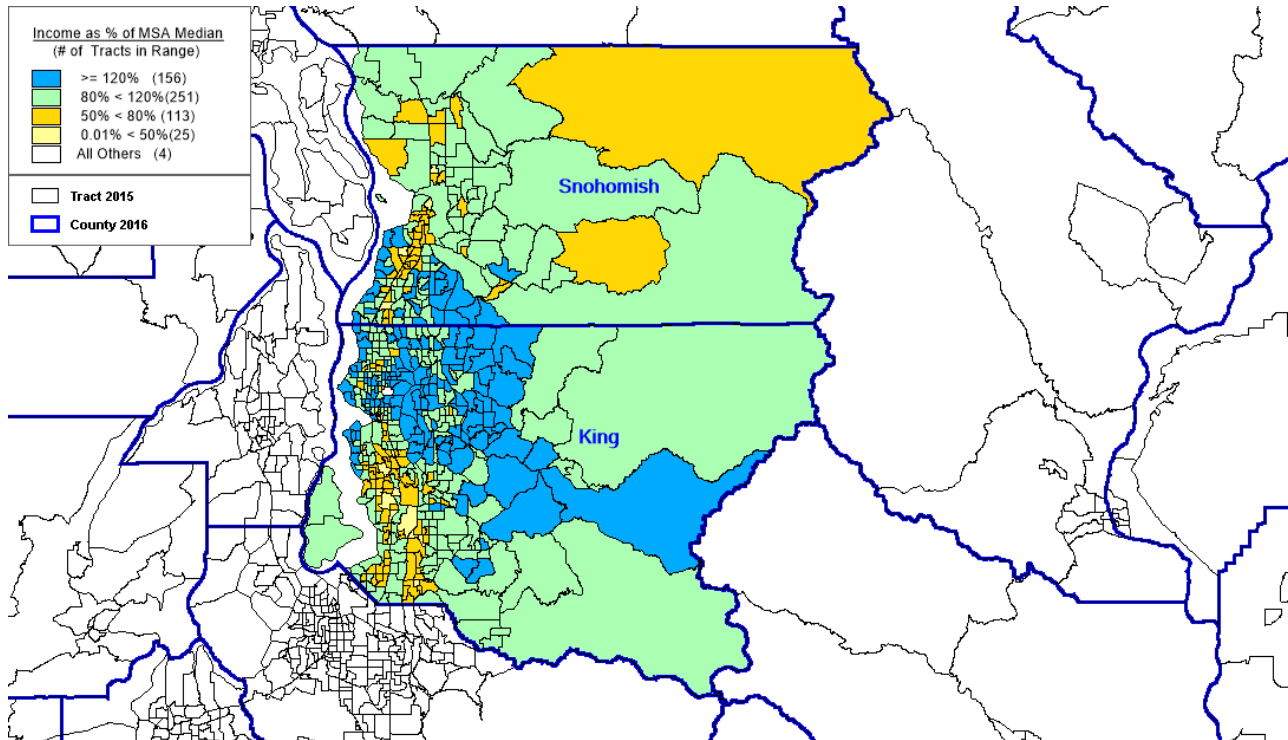 Income as % of MSA Median
(# of Tracts in Range)
>= 120% (156)
80% < 120%(251)
50% < 80% (113)
0.01% < 50%(25)
All Others (4)
Tract 2015
County 2016
Snohomish
King